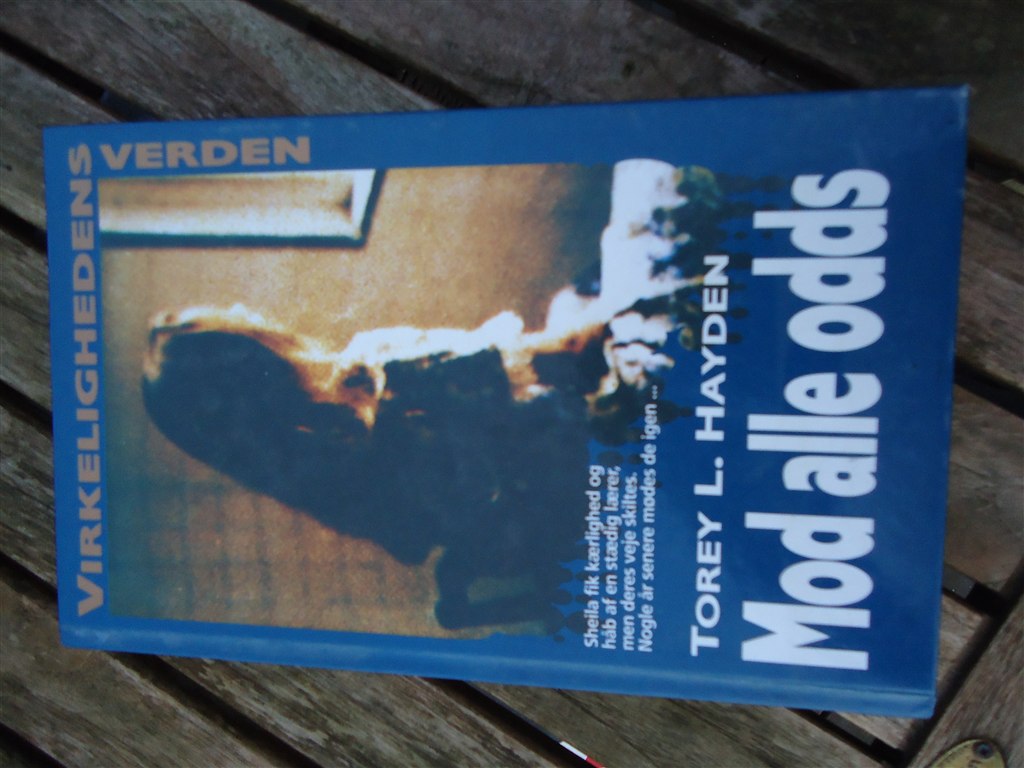 VIRKELIGHEDENS
VERDEN
Sheila fik kærlighed og
håb af en stædig lærer,
men deres veje skiltes.
Nogle år senere mødes de igen ...
TOREY L. HAYDEN
Mod alle odds